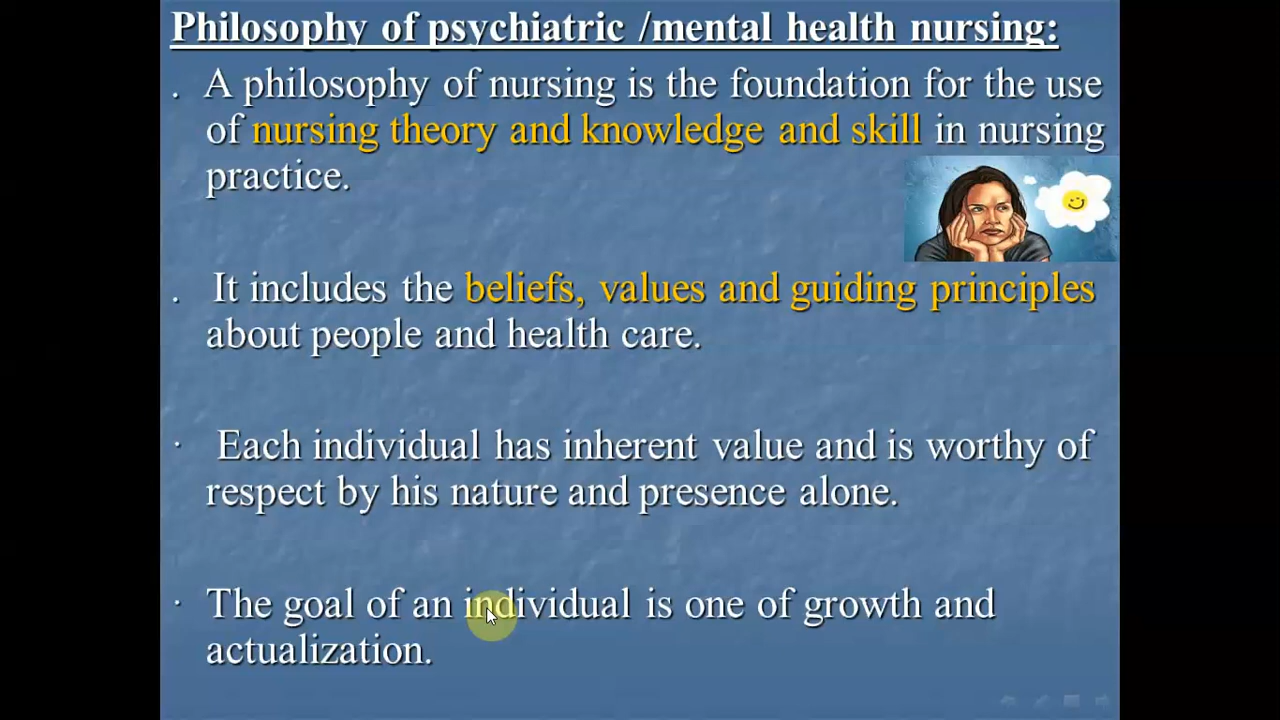 Philosophy of psychiatric /mental health nursing:
. A philosophy of nursing is the foundation for the use
of nursing theory and knowledge and skill in nursing
practice.
. It includes the beliefs, values and guiding principles
about people and health care.
· Each individual has inherent value and is worthy of
respect by his nature and presence alone.
· The goal of an individual is one of growth and
actualization.